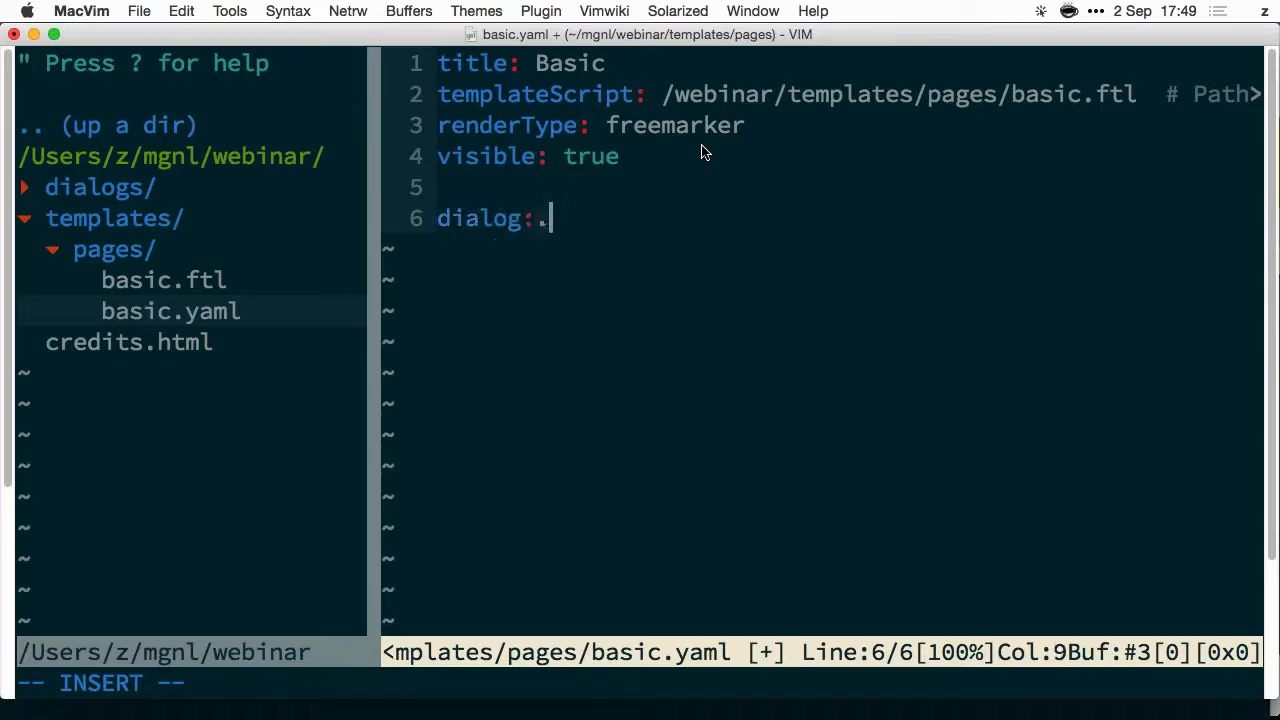 MacVim File Edit Tools Syntax Netrw Buffers Themes Plugin Vimwiki Solarized Window Help 2 Sep 17:49 z
basic.yaml + (~/mgnl/webinar/templates/pages) - VIM
" Press ? for help
.. (up a dir)
/Users/z/mgnl/webinar/
dialogs/
templates/
pages/
basic.ftl
basic.yaml
credits.html
~
~
~
~
~
~
~
~
~
1 title: Basic
2 templateScript: /webinar/templates/pages/basic.ftl # Path>
3 renderType: freemarker
4 visible: true
5
6 dialog:.
~
~
~
~
~
~
~
~
~
~
~
~
~
/Users/z/mgnl/webinar
<mplates/pages/basic.yaml [+] Line:6/6[100%]Col:9Buf:#3[0][0x0]
-- INSERT --